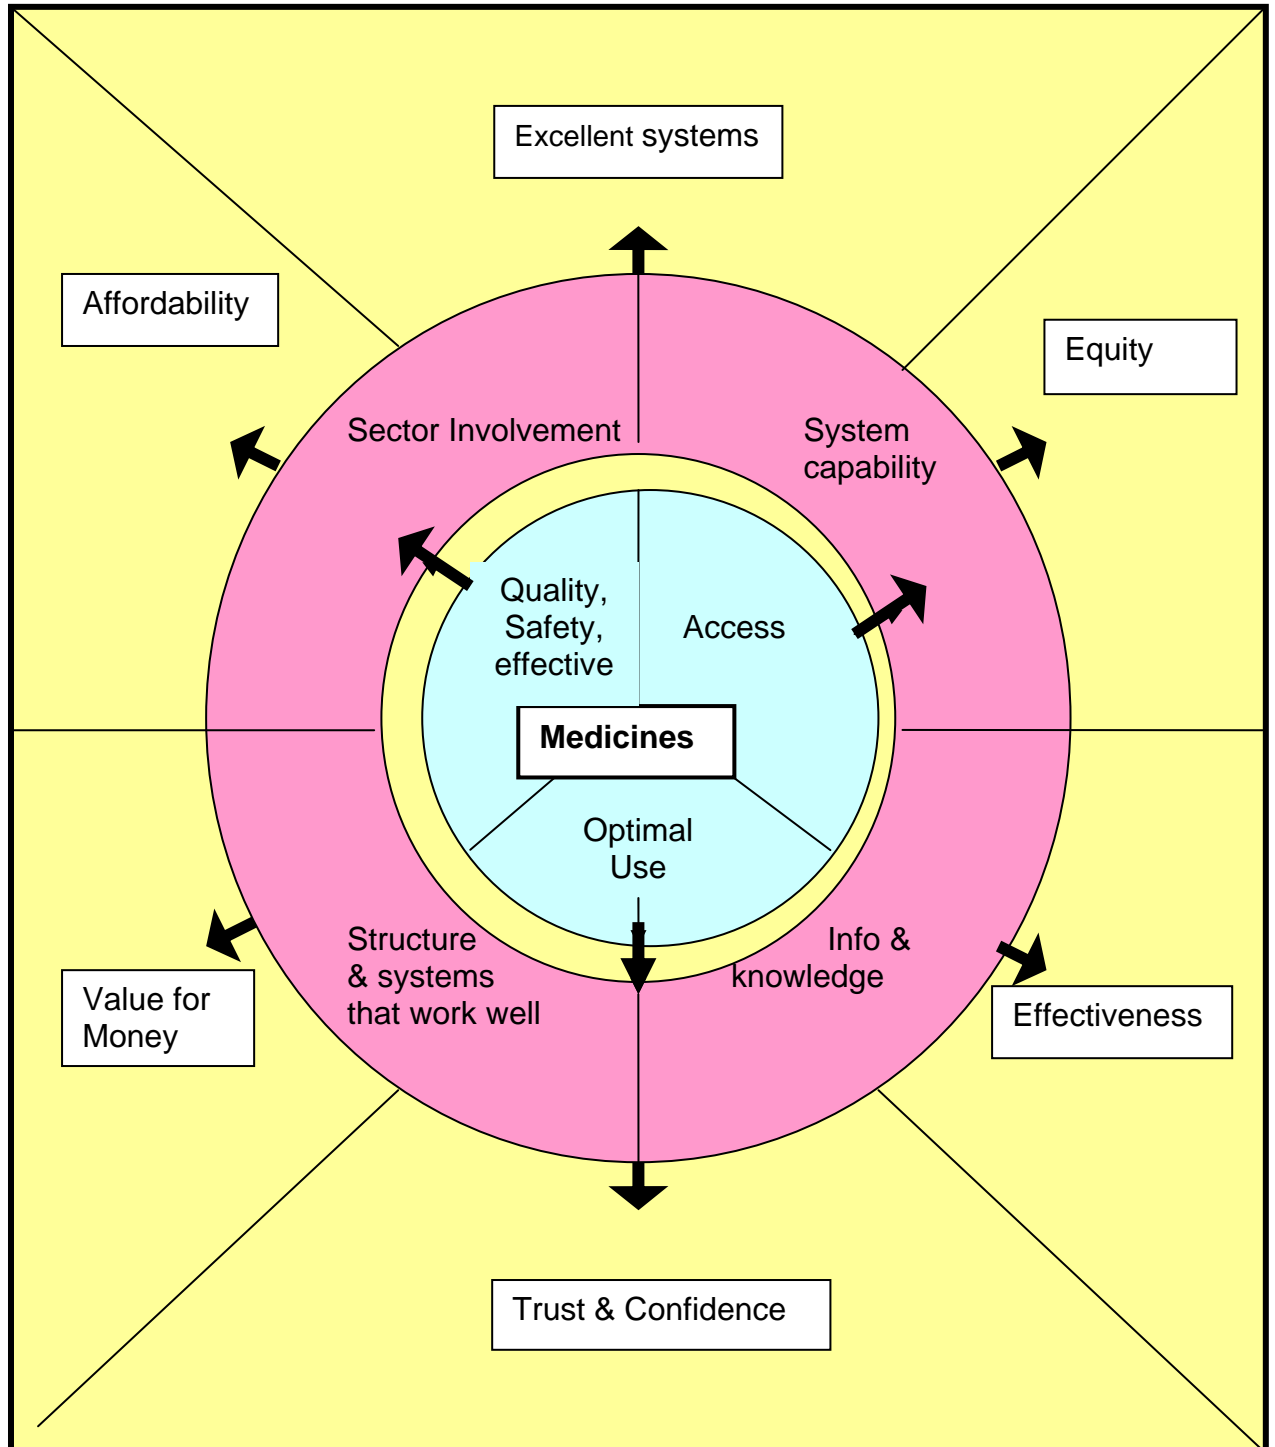 Excellent systems
Affordability
Equity
Sector Involvement
System
capability
Quality,
Safety,
effective
Access
Medicines
Optimal
Use
Structure
& systems
that work well
Info &
knowledge
Value for
Money
Effectiveness
Trust & Confidence